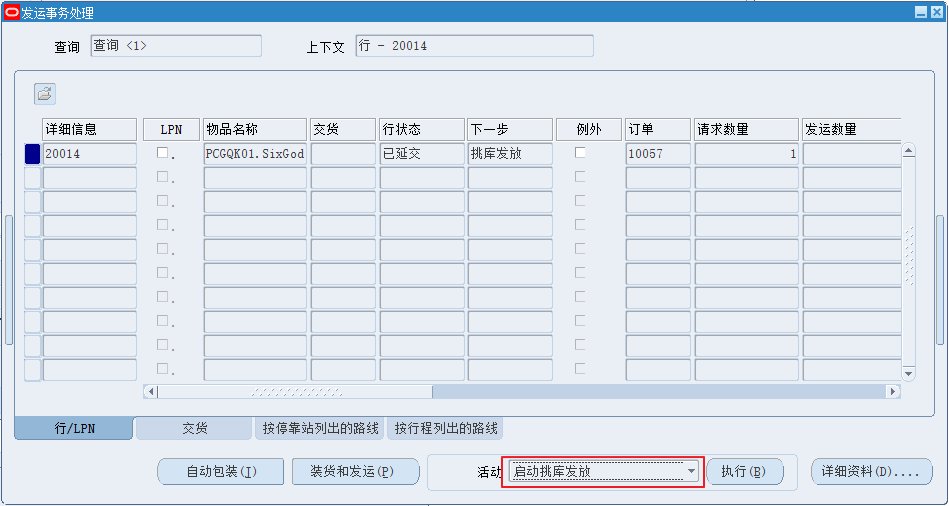 发运事务处理
查询 查询 <1> 上下文 行 - 20014
详细信息 LPN 物品名称 交货 行状态 下一步 例外 订单 请求数量 发运数量
20014 . PCGQK01.SixGod 已延交 挑库发放 10057 1
行/LPN 交货 按停靠站列出的路线 按行程列出的路线
自动包装(I) 装货和发运(P) 活动 启动挑库发放 执行(B) 详细资料(D)....